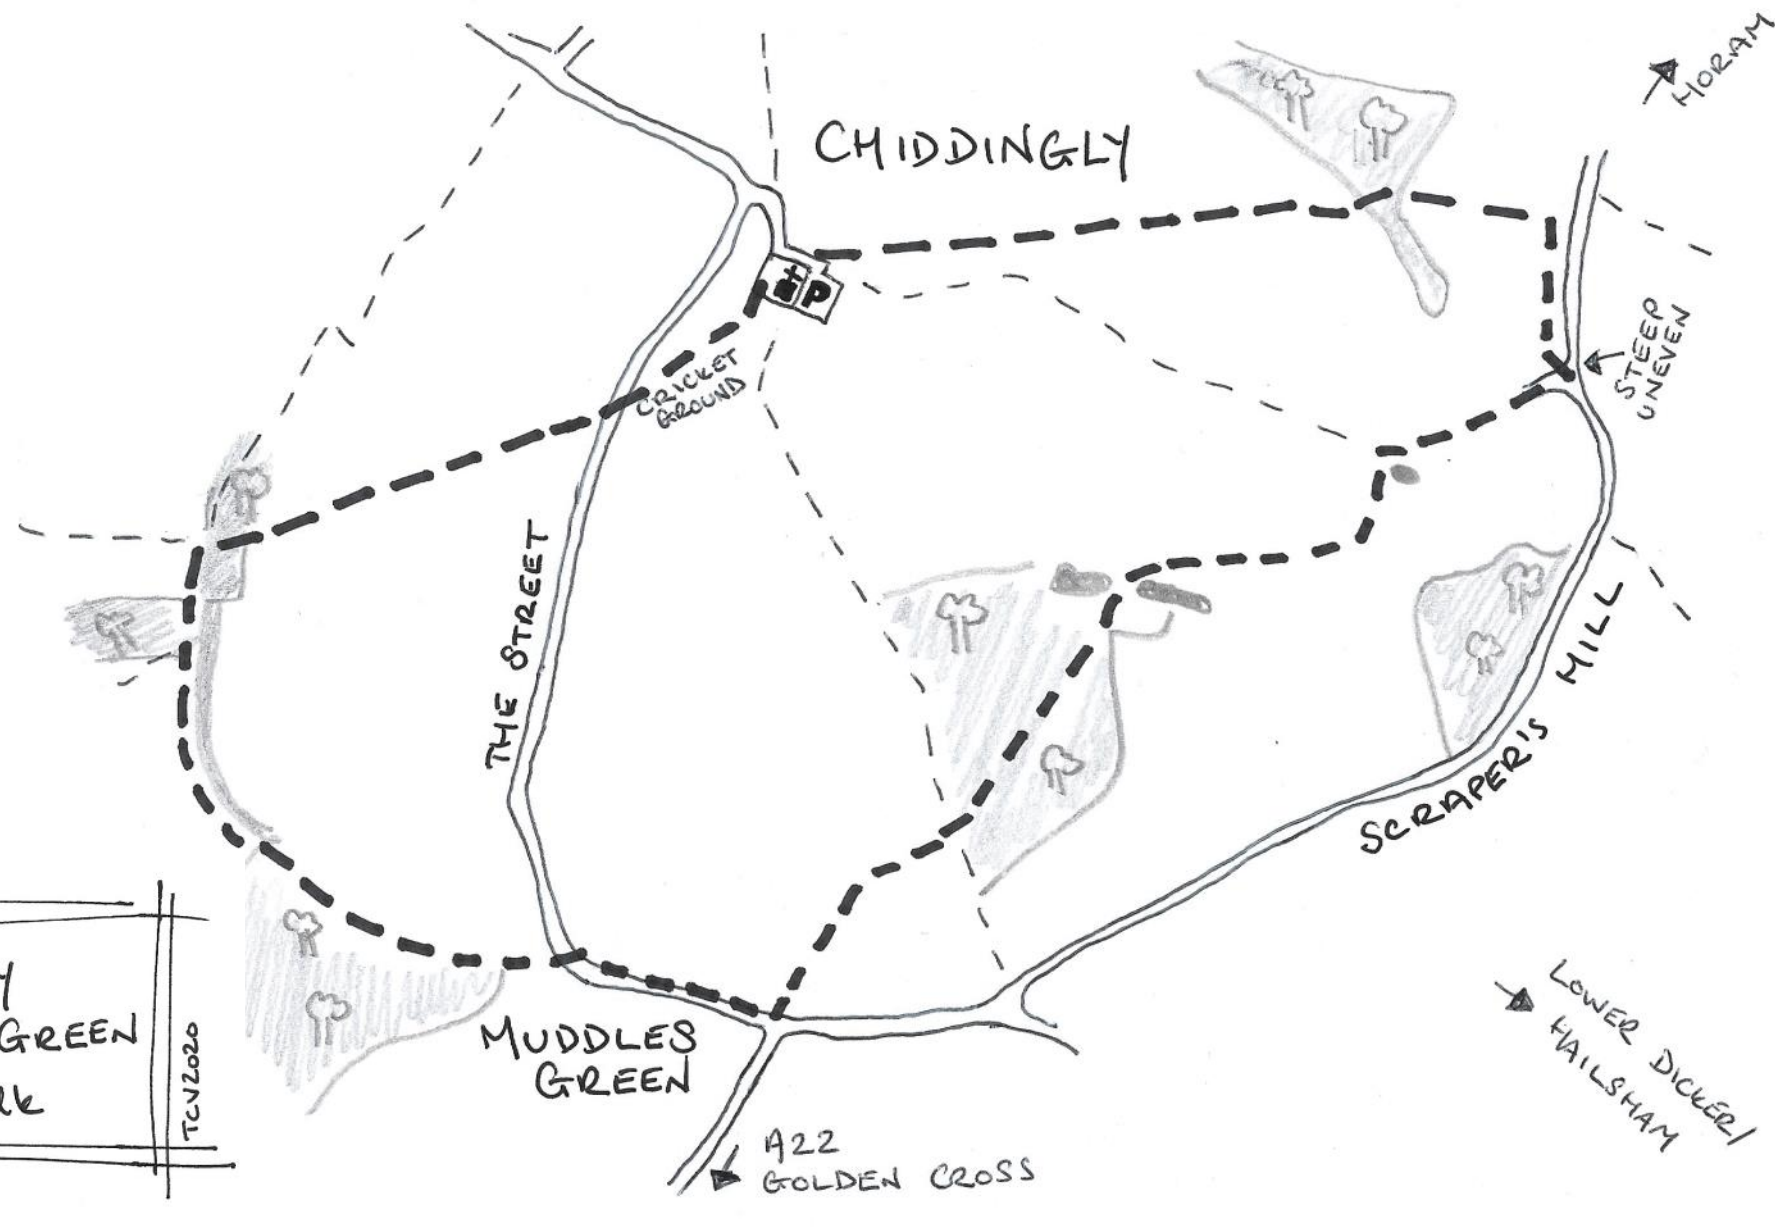 HORAM
CHIDDINGLY
P
STEEP
UNEVEN
CRICKET
GROUND
THE STREET
SCRAPER'S MILL
MUDDLES
GREEN
LOWER DICKER/
HAILSHAM
A22
GOLDEN CROSS
GREEN
TCV2020